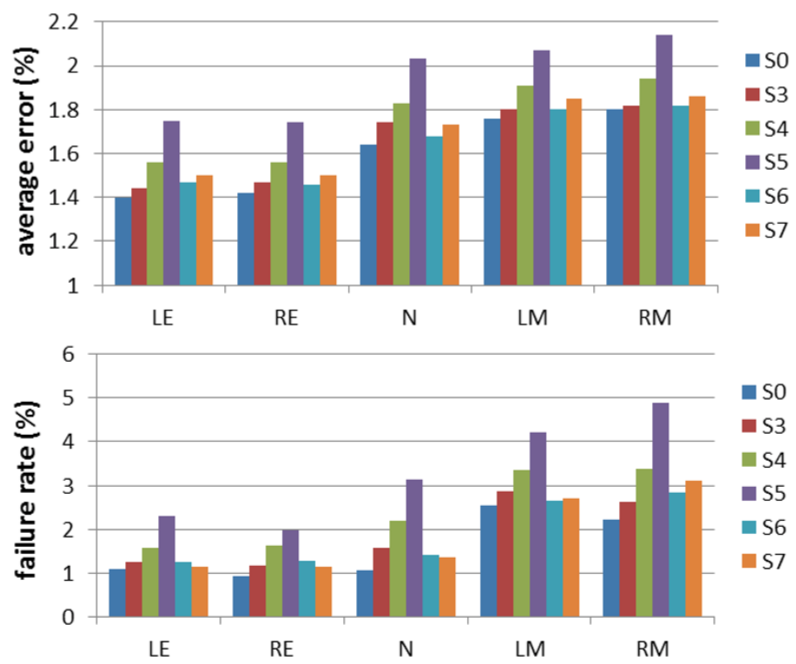 average error (%)
2.2
2
1.8
1.6
1.4
1.2
1
LE RE N LM RM
S0
S3
S4
S5
S6
S7
failure rate (%)
6
5
4
3
2
1
0
LE RE N LM RM
S0
S3
S4
S5
S6
S7